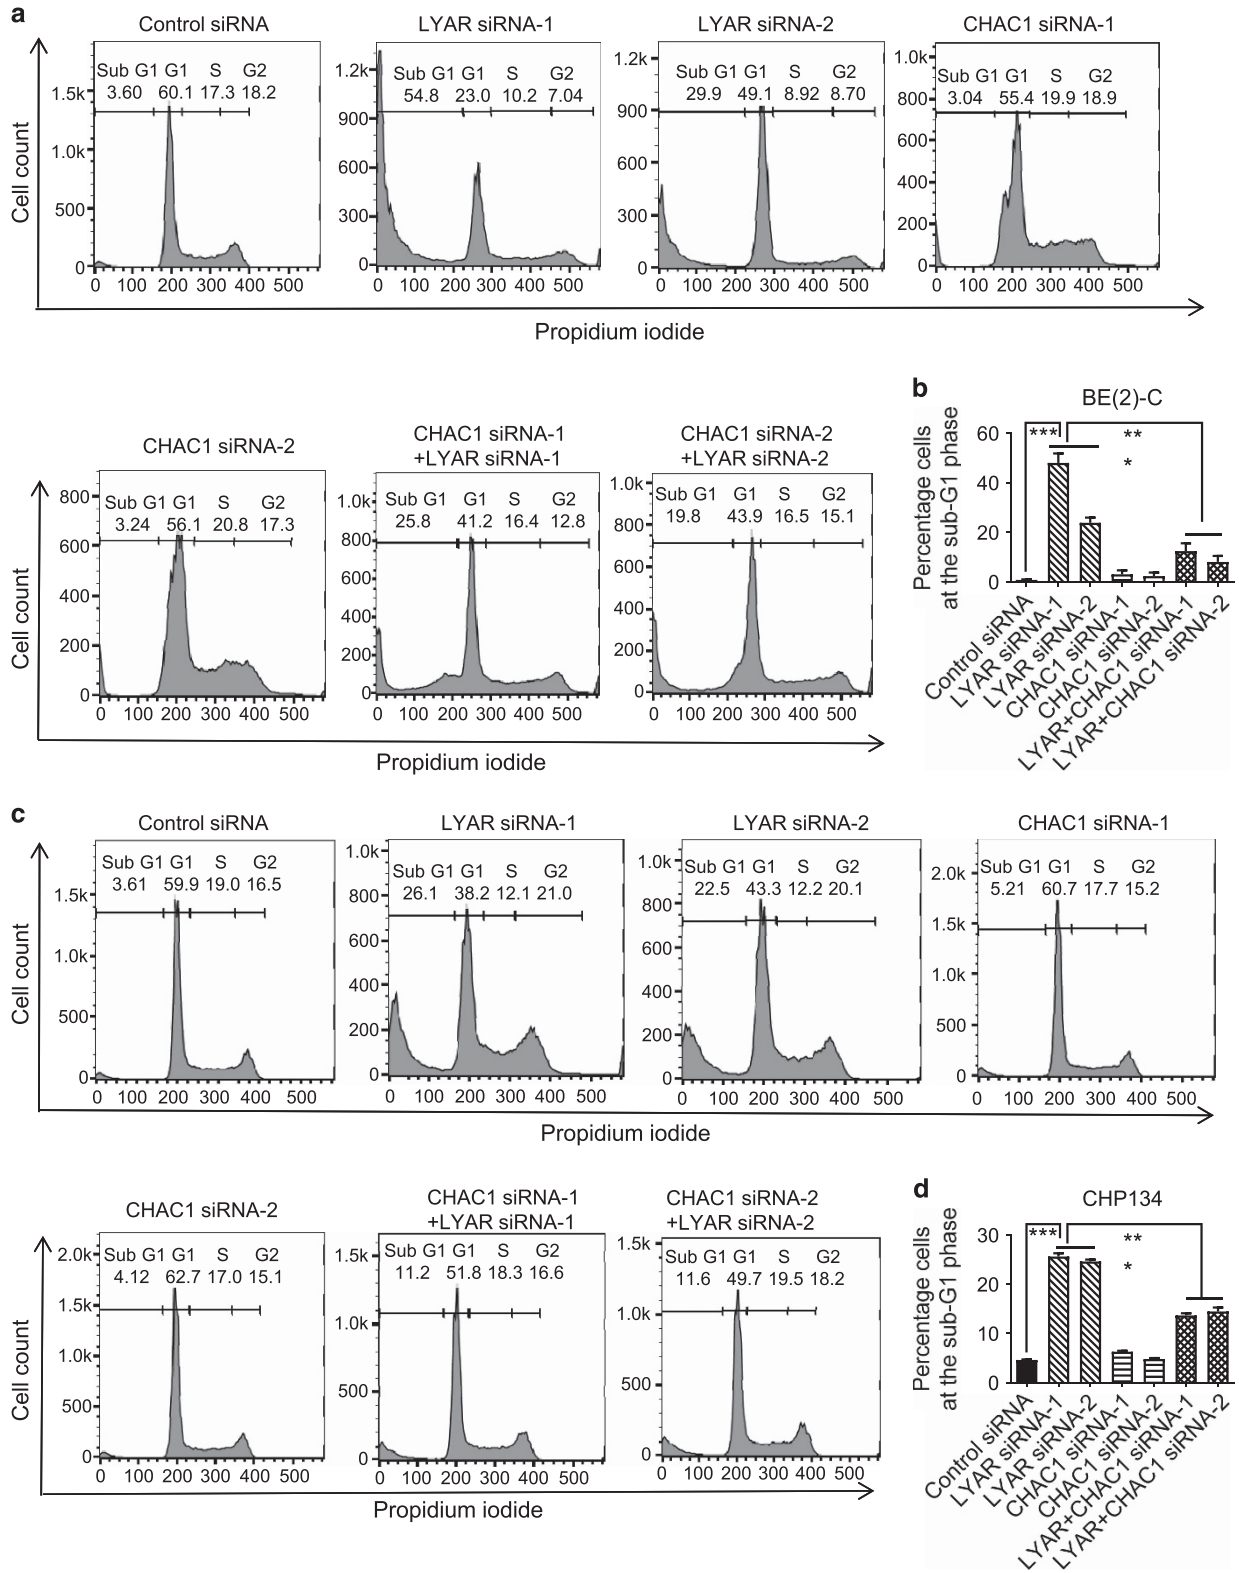 a
Control siRNA
LYAR siRNA-1
LYAR siRNA-2
CHAC1 siRNA-1
Cell count
Sub G1 G1 S G2
3.60 60.1 17.3 18.2
1.5k
1.0k
500
0
0 100 200 300 400 500
Sub G1 G1 S G2
54.8 23.0 10.2 7.04
1.2k
900
600
300
0
0 100 200 300 400 500
Sub G1 G1 S G2
29.9 49.1 8.92 8.70
1.2k
900
600
300
0
0 100 200 300 400 500
Sub G1 G1 S G2
3.04 55.4 19.9 18.9
1.0k
800
600
400
200
0
0 100 200 300 400 500
Propidium iodide
CHAC1 siRNA-2
CHAC1 siRNA-1
+LYAR siRNA-1
CHAC1 siRNA-2
+LYAR siRNA-2
Cell count
Sub G1 G1 S G2
3.24 56.1 20.8 17.3
800
600
400
200
0
0 100 200 300 400 500
Sub G1 G1 S G2
25.8 41.2 16.4 12.8
1.0k
800
600
400
200
0
0 100 200 300 400 500
Sub G1 G1 S G2
19.8 43.9 16.5 15.1
1.0k
800
600
400
200
0
0 100 200 300 400 500
Propidium iodide
b
BE(2)-C
Percentage cells
at the sub-G1 phase
60
40
20
0
***
**
*
Control siRNA
LYAR siRNA-1
LYAR siRNA-2
CHAC1 siRNA-1
CHAC1 siRNA-2
LYAR+CHAC1 siRNA-1
LYAR+CHAC1 siRNA-2
c
Control siRNA
LYAR siRNA-1
LYAR siRNA-2
CHAC1 siRNA-1
Cell count
Sub G1 G1 S G2
3.61 59.9 19.0 16.5
1.5k
1.0k
500
0
0 100 200 300 400 500
Sub G1 G1 S G2
26.1 38.2 12.1 21.0
1.0k
800
600
400
200
0
0 100 200 300 400 500
Sub G1 G1 S G2
22.5 43.3 12.2 20.1
1.0k
800
600
400
200
0
0 100 200 300 400 500
Sub G1 G1 S G2
5.21 60.7 17.7 15.2
2.0k
1.5k
1.0k
500
0
0 100 200 300 400 500
Propidium iodide
CHAC1 siRNA-2
CHAC1 siRNA-1
+LYAR siRNA-1
CHAC1 siRNA-2
+LYAR siRNA-2
Cell count
Sub G1 G1 S G2
4.12 62.7 17.0 15.1
2.0k
1.5k
1.0k
500
0
0 100 200 300 400 500
Sub G1 G1 S G2
11.2 51.8 18.3 16.6
1.5k
1.0k
500
0
0 100 200 300 400 500
Sub G1 G1 S G2
11.6 49.7 19.5 18.2
1.5k
1.0k
500
0
0 100 200 300 400 500
Propidium iodide
d
CHP134
Percentage cells
at the sub-G1 phase
30
20
10
0
***
**
*
Control siRNA
LYAR siRNA-1
LYAR siRNA-2
CHAC1 siRNA-1
CHAC1 siRNA-2
LYAR+CHAC1 siRNA-1
LYAR+CHAC1 siRNA-2